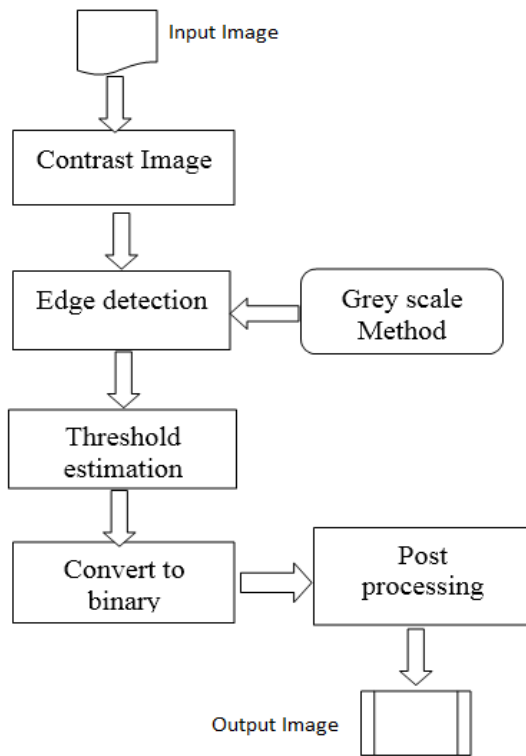 Input Image
Contrast Image
Edge detection
Grey scale
Method
Threshold
estimation
Convert to
binary
Post
processing
Output Image